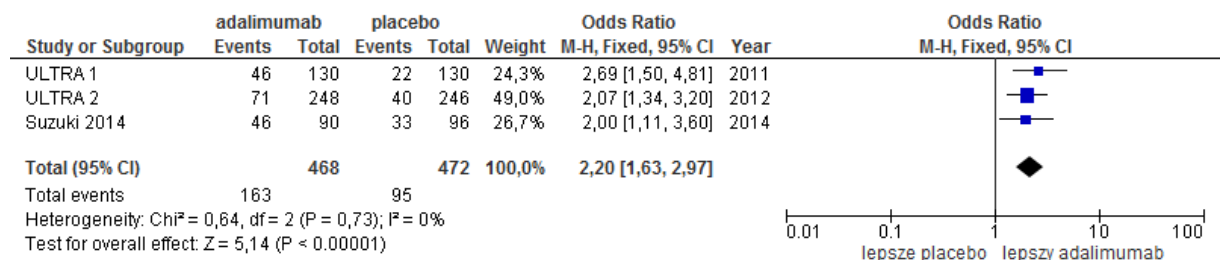 adalimumab placebo Odds Ratio Odds Ratio
Study or Subgroup Events Total Events Total Weight M-H, Fixed, 95% CI Year M-H, Fixed, 95% CI
ULTRA 1 46 130 22 130 24,3% 2,69 [1,50, 4,81] 2011
ULTRA 2 71 248 40 246 49,0% 2,07 [1,34, 3,20] 2012
Suzuki 2014 46 90 33 96 26,7% 2,00 [1,11, 3,60] 2014
Total (95% CI) 468 472 100,0% 2,20 [1,63, 2,97]
Total events 163 95
Heterogeneity: Chi² = 0,64, df = 2 (P = 0,73); I² = 0%
Test for overall effect: Z = 5,14 (P < 0.00001)
0.01 0.1 1 10 100
lepsze placebo lepszy adalimumab